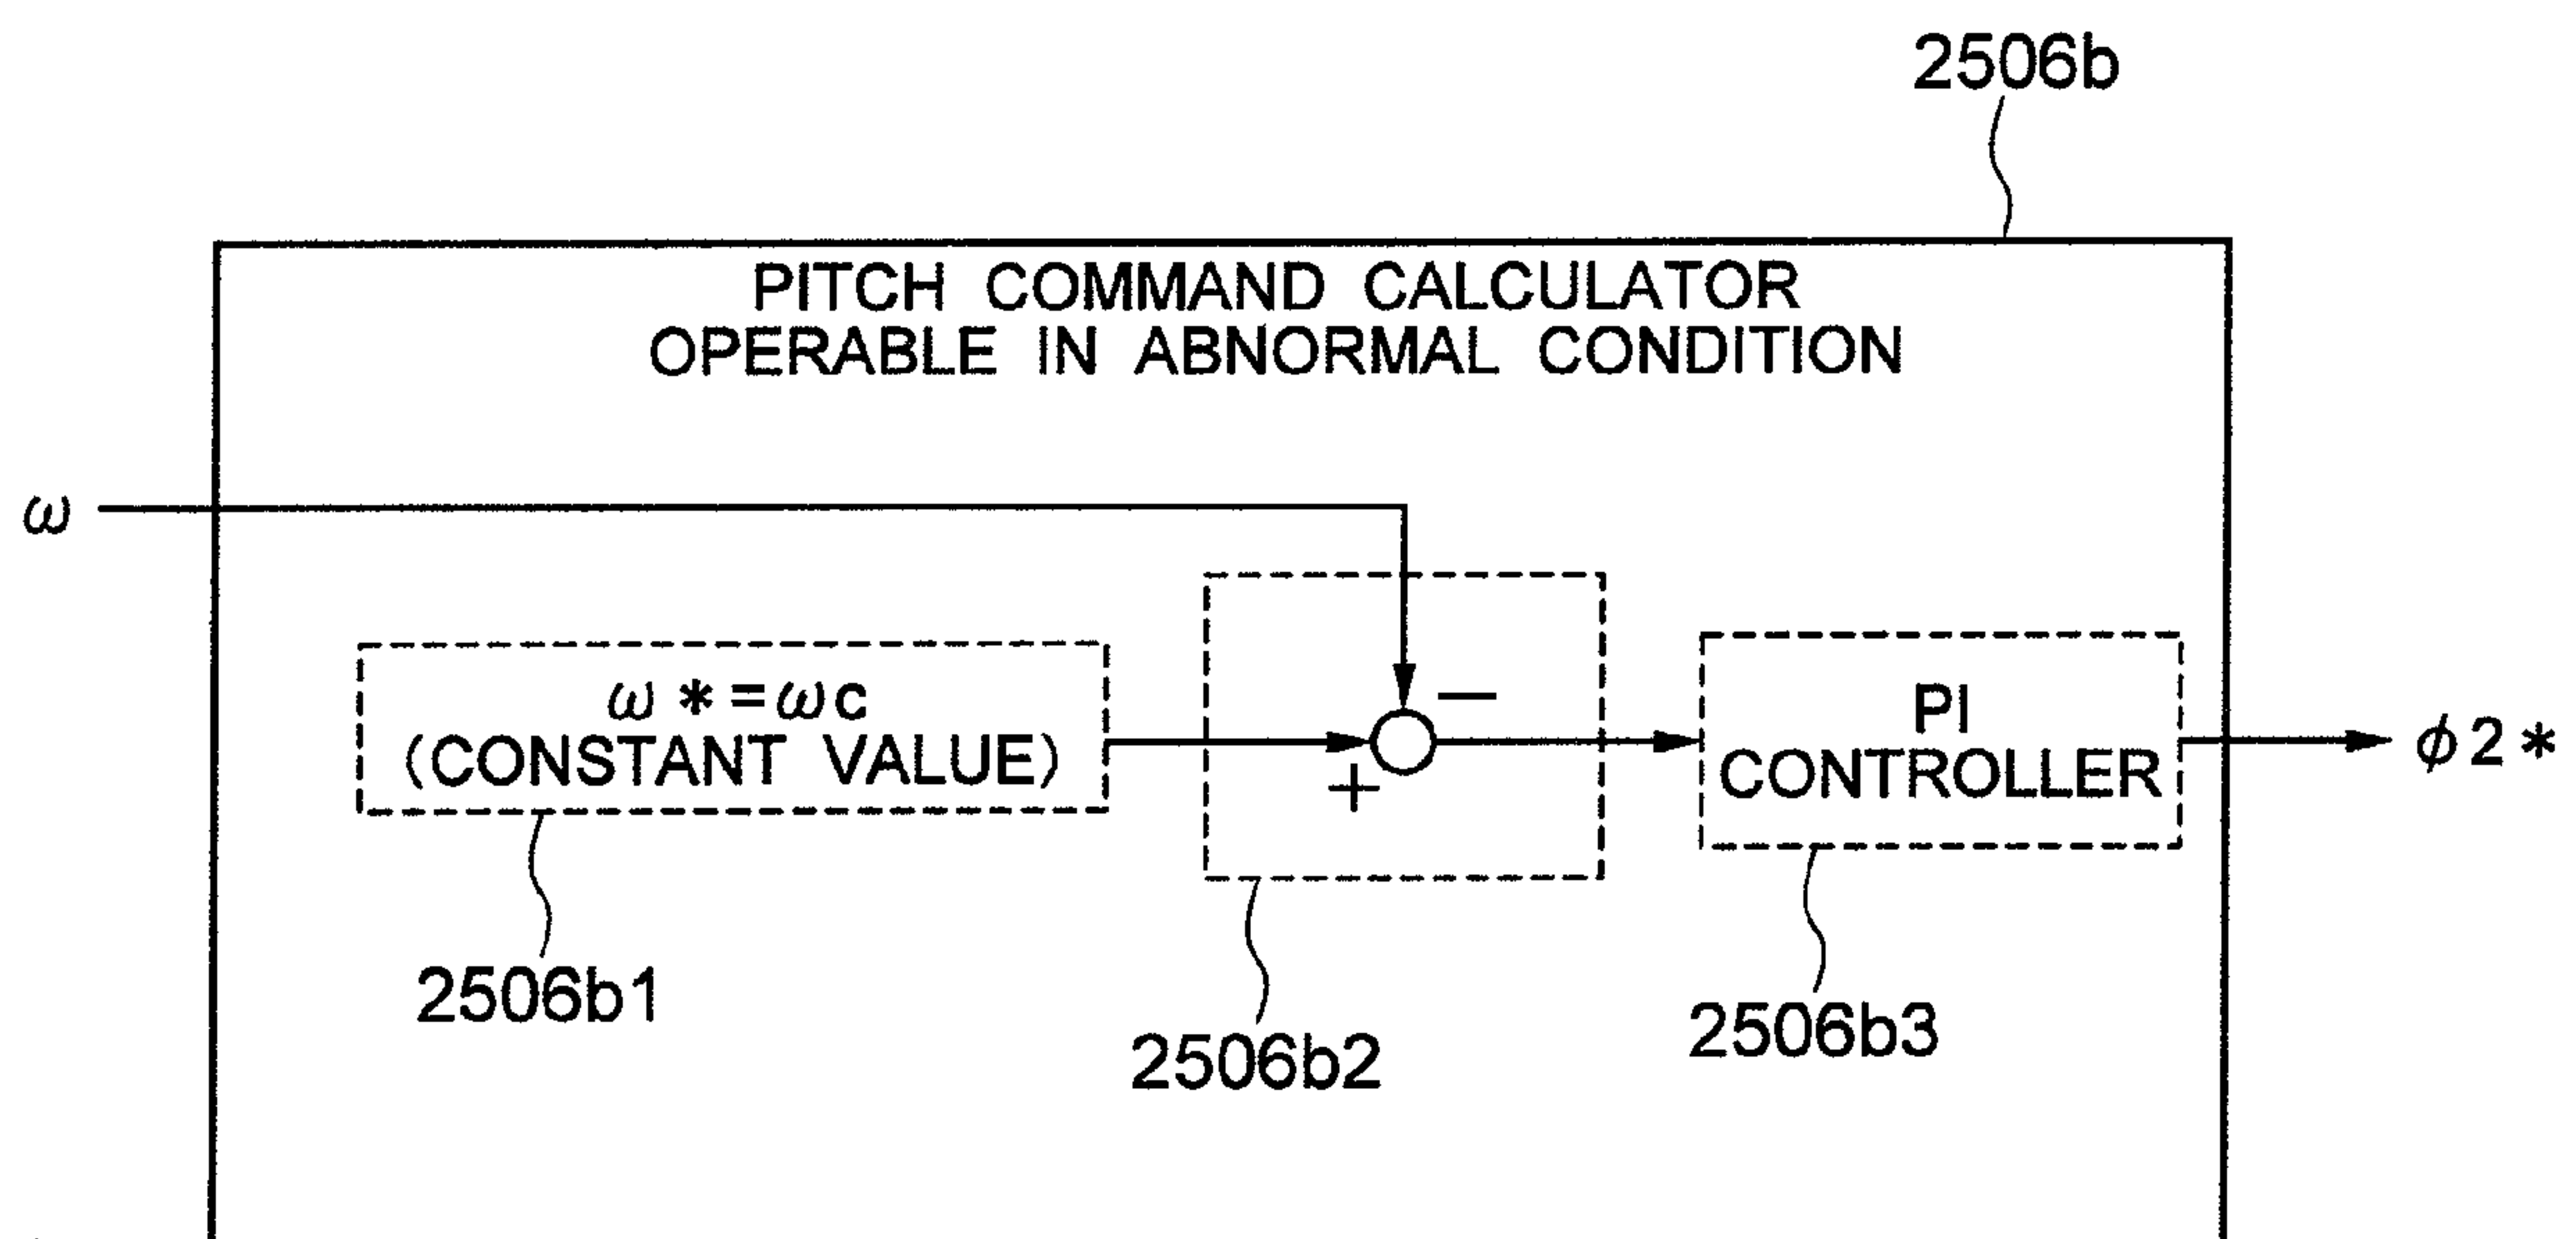 2506b
PITCH COMMAND CALCULATOR
OPERABLE IN ABNORMAL CONDITION
ω
−
ω*=ωc
(CONSTANT VALUE)
+
PI
CONTROLLER
φ2*
2506b1
2506b2
2506b3